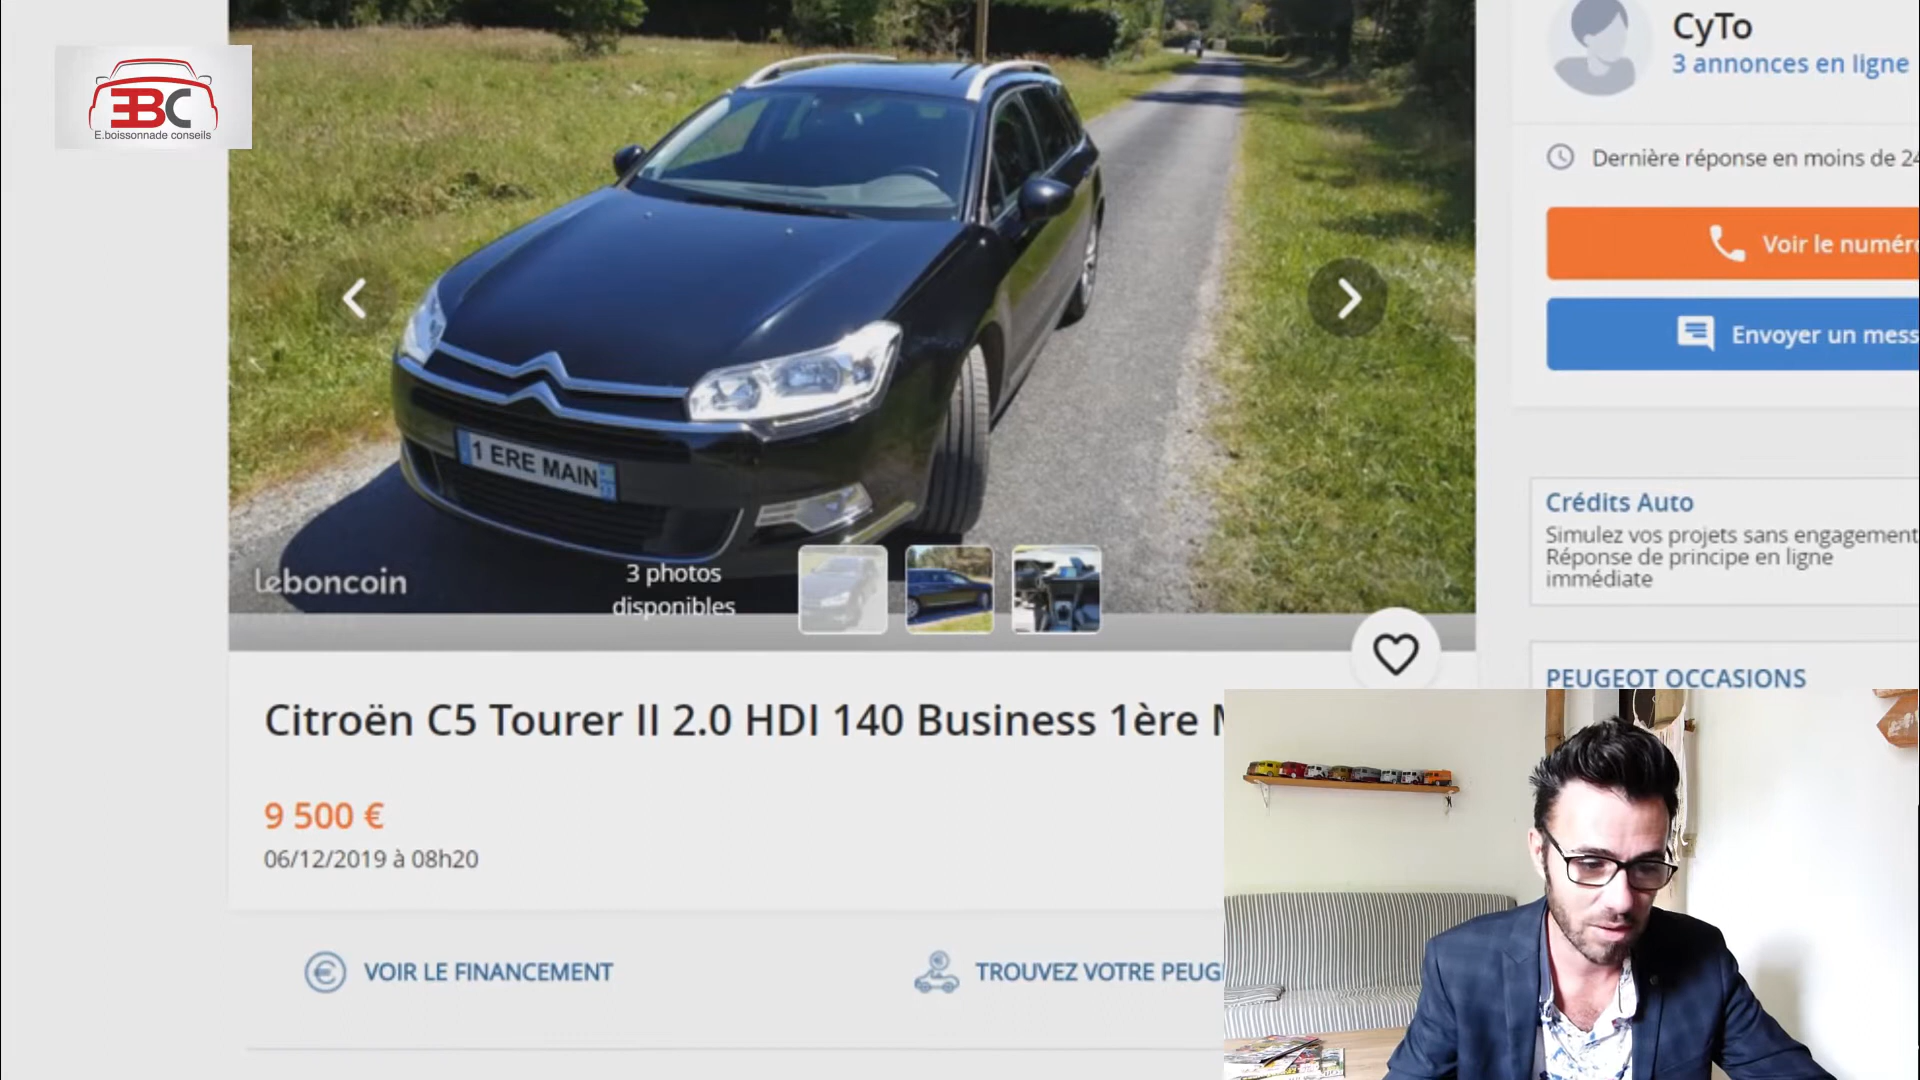 EBC
E.boissonnade conseils
CyTo
3 annonces en ligne
Dernière réponse en moins de 24
Voir le numéro
Envoyer un mess
1 ERE MAIN
33
leboncoin
3 photos
disponibles
Crédits Auto
Simulez vos projets sans engagement
Réponse de principe en ligne
immédiate
PEUGEOT OCCASIONS
Citroën C5 Tourer II 2.0 HDI 140 Business 1ère M
9 500 €
06/12/2019 à 08h20
VOIR LE FINANCEMENT
TROUVEZ VOTRE PEUG